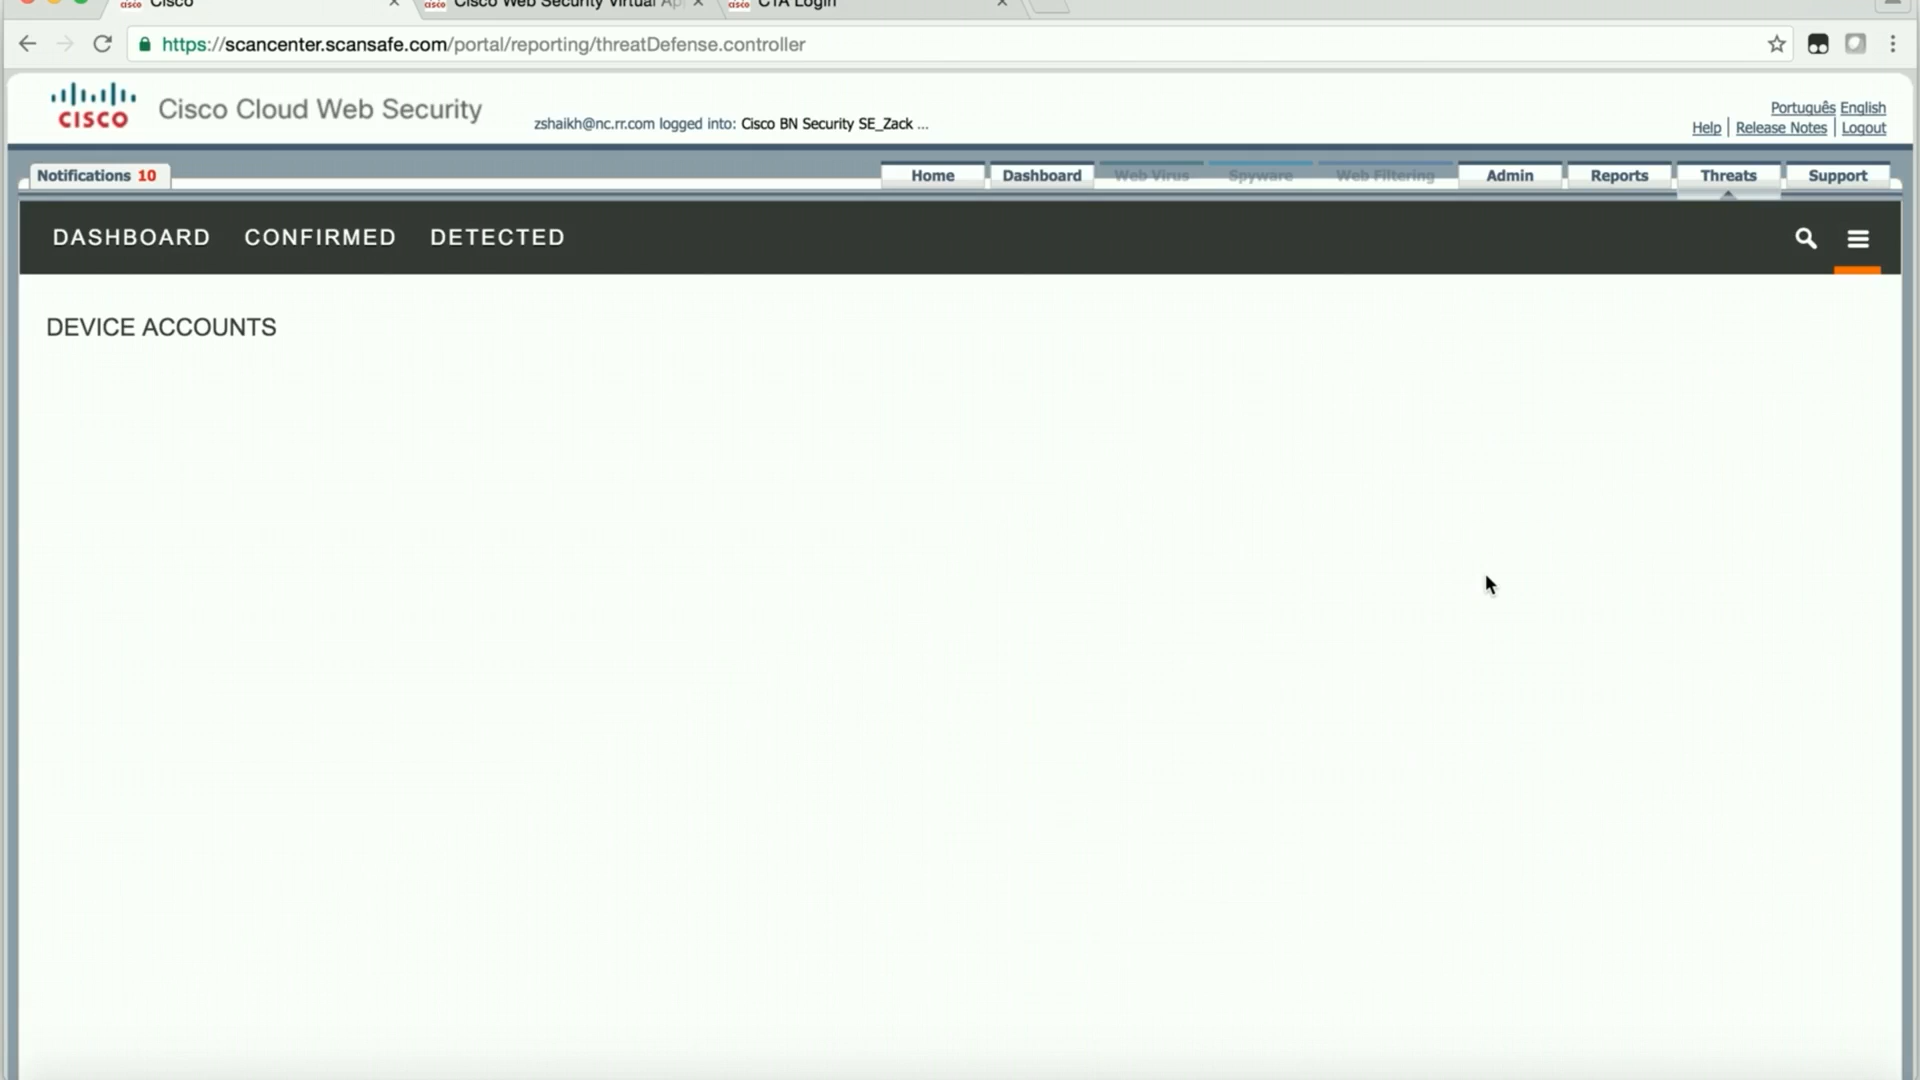 Cisco
Cisco Web Security Virtual Ap
CTA Login
https://scancenter.scansafe.com/portal/reporting/threatDefense.controller
CISCO
Cisco Cloud Web Security
zshaikh@nc.rr.com logged into: Cisco BN Security SE_Zack ...
Português English
Help | Release Notes | Logout
Notifications 10
Home
Dashboard
Web Virus
Spyware
Web Filtering
Admin
Reports
Threats
Support
DASHBOARD
CONFIRMED
DETECTED
DEVICE ACCOUNTS